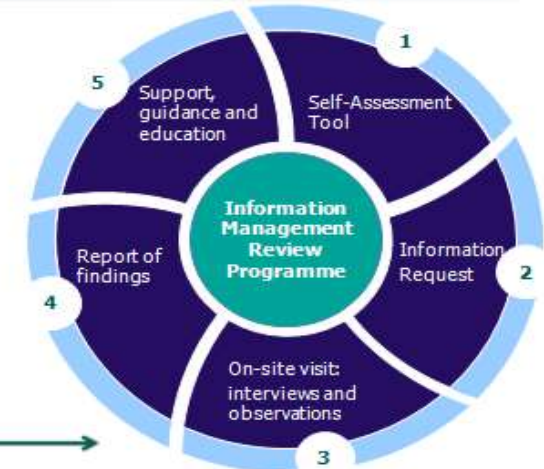 Information
Management
Review
Programme
1
Self-Assessment
Tool
2
Information
Request
3
On-site visit:
interviews and
observations
4
Report of
findings
5
Support,
guidance and
education